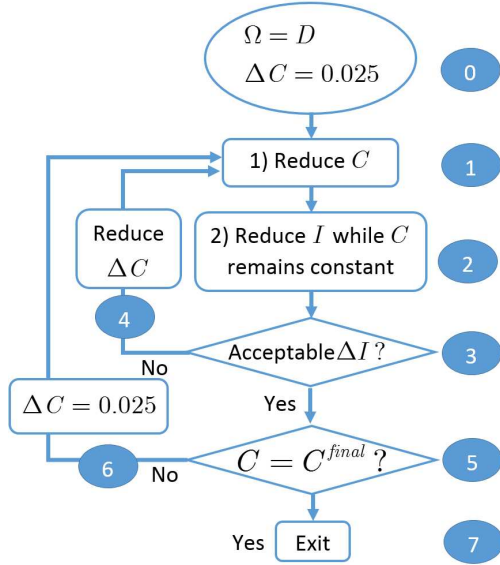 Ω = D
ΔC = 0.025
0
1) Reduce C
1
Reduce
ΔC
2) Reduce I while C
remains constant
2
4
Acceptable ΔI ?
3
No
Yes
ΔC = 0.025
6
No
C = C^{final} ?
5
Yes
Exit
7